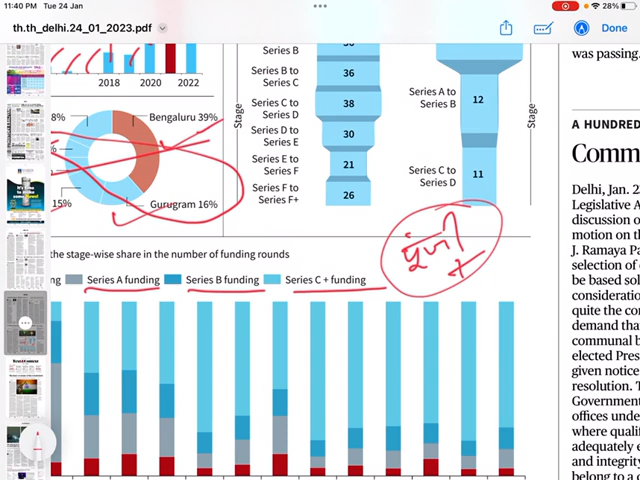 11:40 PM Tue 24 Jan
28%
th.th_delhi.24_01_2023.pdf
Done
2018 2020 2022
8%
Bengaluru 39%
15%
Gurugram 16%
Stage
Series B
Series B to
Series C
36
Series C to
Series D
38
Series D to
Series E
30
Series E to
Series F
21
Series F to
Series F+
26
Series A to
Series B
12
Series C to
Series D
11
Stage
the stage-wise share in the number of funding rounds
Series A funding Series B funding Series C + funding
was passing.
A HUNDRED
Comm
Delhi, Jan. 2
Legislative A
discussion o
motion on th
J. Ramaya Pa
selection of
be based sol
consideratio
quite the con
demand tha
communal b
elected Pres
given notice
resolution. T
Government
offices unde
where qualif
adequately e
and integrit
belong to a c